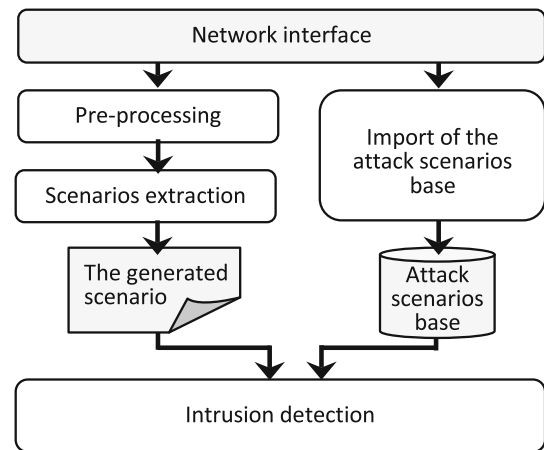 Network interface
Pre-processing
Scenarios extraction
The generated
scenario
Import of the
attack scenarios
base
Attack
scenarios
base
Intrusion detection